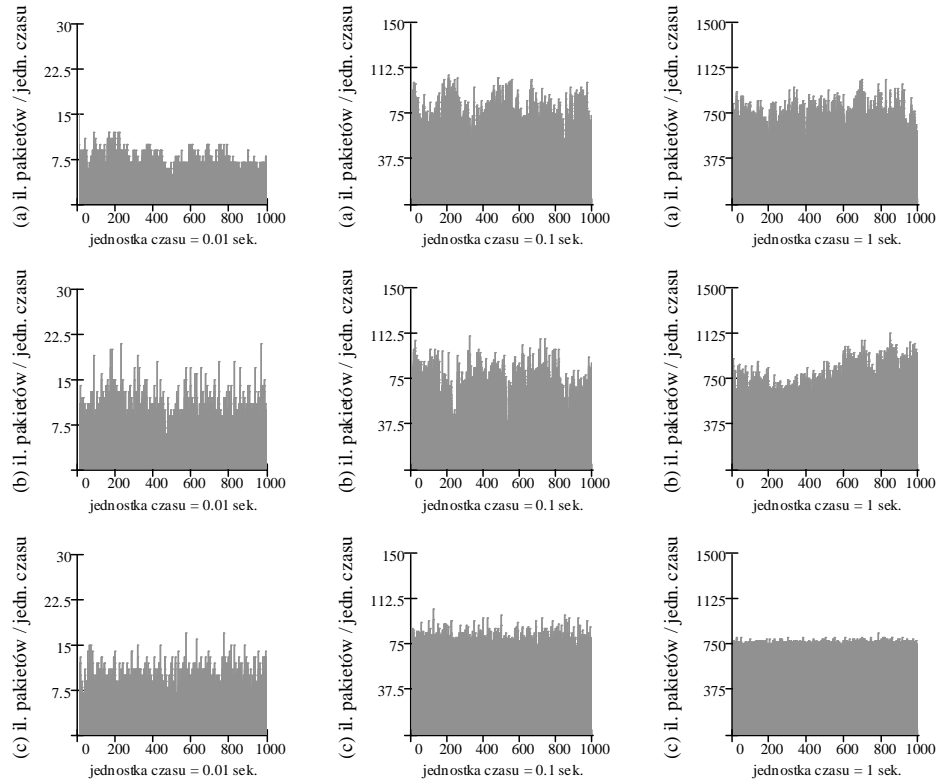 (a) il. pakietów / jedn. czasu
30
22.5
15
7.5
0 200 400 600 800 1000
jednostka czasu = 0.01 sek.
(a) il. pakietów / jedn. czasu
150
112.5
75
37.5
0 200 400 600 800 1000
jednostka czasu = 0.1 sek.
(a) il. pakietów / jedn. czasu
1500
1125
750
375
0 200 400 600 800 1000
jednostka czasu = 1 sek.
(b) il. pakietów / jedn. czasu
30
22.5
15
7.5
0 200 400 600 800 1000
jednostka czasu = 0.01 sek.
(b) il. pakietów / jedn. czasu
150
112.5
75
37.5
0 200 400 600 800 1000
jednostka czasu = 0.1 sek.
(b) il. pakietów / jedn. czasu
1500
1125
750
375
0 200 400 600 800 1000
jednostka czasu = 1 sek.
(c) il. pakietów / jedn. czasu
30
22.5
15
7.5
0 200 400 600 800 1000
jednostka czasu = 0.01 sek.
(c) il. pakietów / jedn. czasu
150
112.5
75
37.5
0 200 400 600 800 1000
jednostka czasu = 0.1 sek.
(c) il. pakietów / jedn. czasu
1500
1125
750
375
0 200 400 600 800 1000
jednostka czasu = 1 sek.